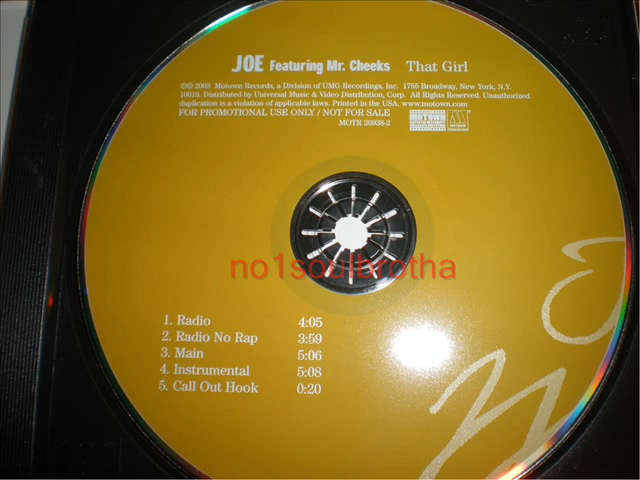 JOE Featuring Mr. Cheeks That Girl
℗© 2003 Motown Records, a Division of UMG Recordings, Inc. 1755 Broadway, New York, N.Y.
10019. Distributed by Universal Music & Video Distribution, Corp. All Rights Reserved. Unauthorized
duplication is a violation of applicable laws. Printed in the USA. www.motown.com
FOR PROMOTIONAL USE ONLY / NOT FOR SALE
MOTR 20938-2
MOTOWN
MOTOWN
no1soulbrotha
1. Radio 4:05
2. Radio No Rap 3:59
3. Main 5:06
4. Instrumental 5:08
5. Call Out Hook 0:20